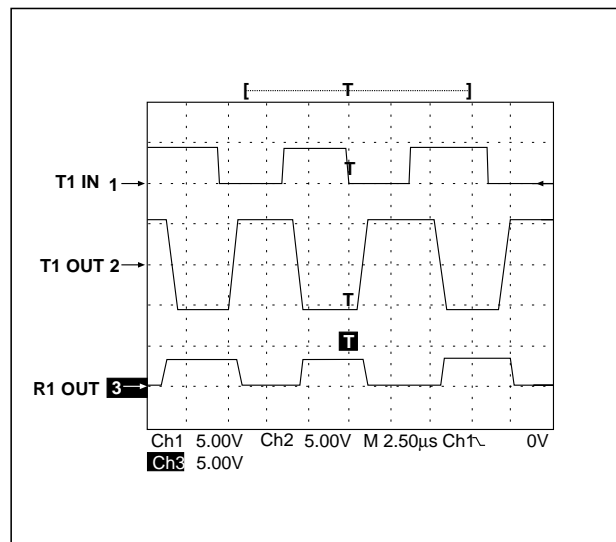 [ T ]
T
T1 IN 1
T1 OUT 2
T
T
R1 OUT 3
Ch1 5.00V Ch2 5.00V M 2.50µs Ch1 0V
Ch3 5.00V